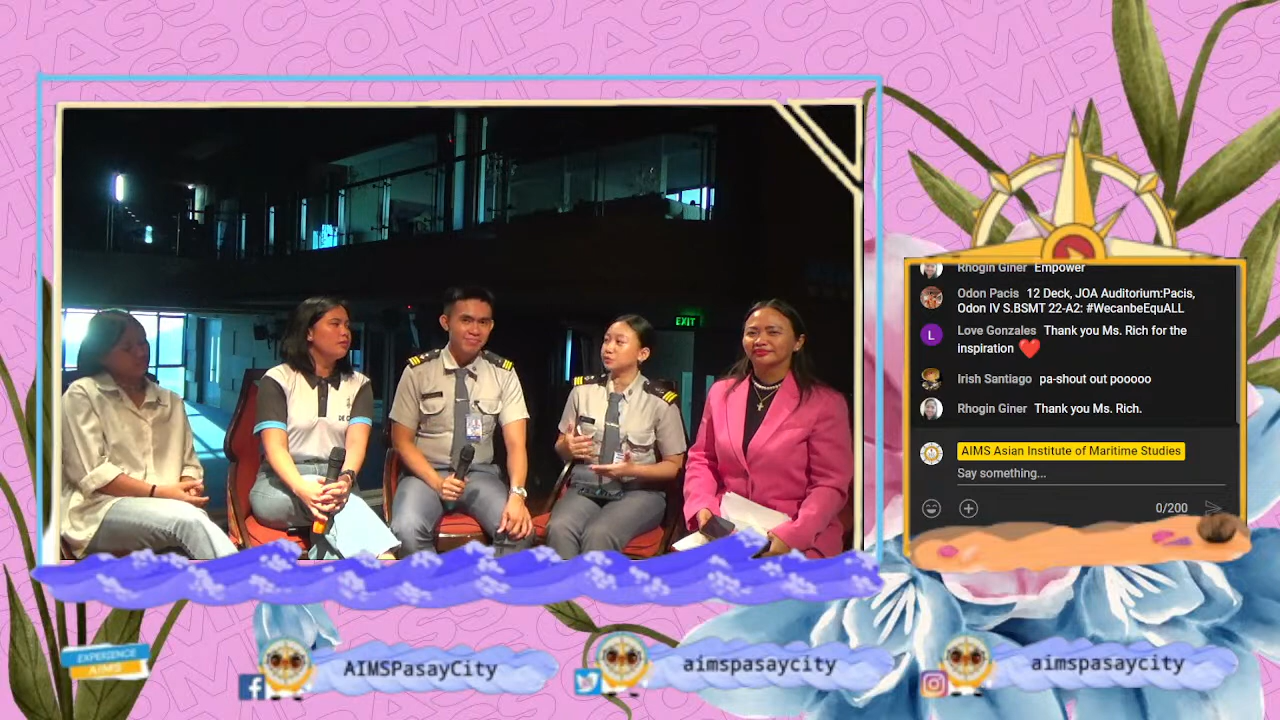 COMPASS
EXIT
DE
Rhogin Giner Empower
Odon Pacis 12 Deck, JOA Auditorium:Pacis,
Odon IV S.BSMT 22-A2: #WecanbeEquALL
Love Gonzales Thank you Ms. Rich for the
inspiration ❤️
L
Irish Santiago pa-shout out pooooo
Rhogin Giner Thank you Ms. Rich.
AIMS Asian Institute of Maritime Studies
Say something...
0/200
EXPERIENCE
AIMS
AIMSPasayCity
aimspasaycity
aimspasaycity